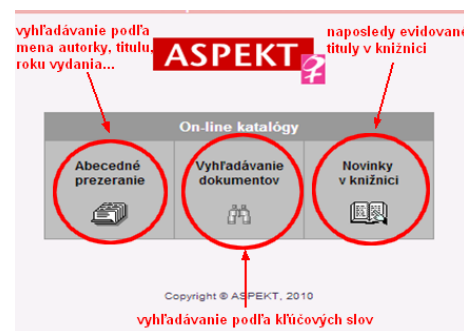 vyhľadávanie podľa
mena autorky, titulu,
roku vydania...
naposledy evidované
tituly v knižnici
ASPEKT
On-line katalógy
Abecedné
prezeranie
Vyhľadávanie
dokumentov
Novinky
v knižnici
Copyright © ASPEKT, 2010
vyhľadávanie podľa kľúčových slov